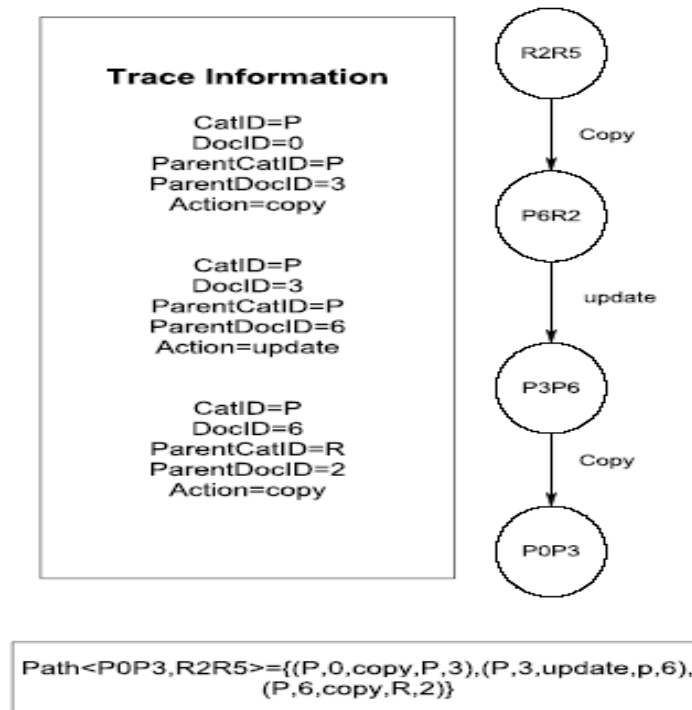 Trace Information
CatID=P
DocID=0
ParentCatID=P
ParentDocID=3
Action=copy
CatID=P
DocID=3
ParentCatID=P
ParentDocID=6
Action=update
CatID=P
DocID=6
ParentCatID=R
ParentDocID=2
Action=copy
R2R5
Copy
P6R2
update
P3P6
Copy
P0P3
Path<P0P3,R2R5>={(P,0,copy,P,3),(P,3,update,p,6),
(P,6,copy,R,2)}